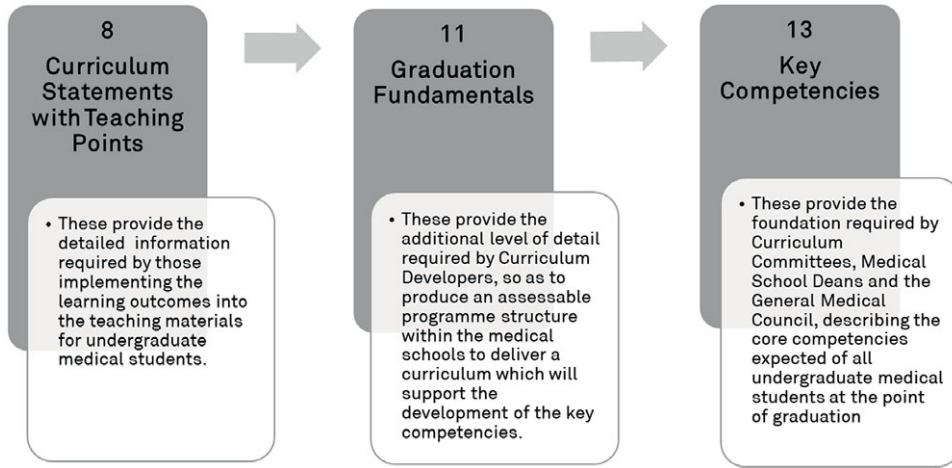 8
Curriculum
Statements
with Teaching
Points
• These provide the
detailed information
required by those
implementing the
learning outcomes into
the teaching materials
for undergraduate
medical students.
11
Graduation
Fundamentals
• These provide the
additional level of detail
required by Curriculum
Developers, so as to
produce an assessable
programme structure
within the medical
schools to deliver a
curriculum which will
support the
development of the key
competencies.
13
Key
Competencies
• These provide the
foundation required by
Curriculum
Committees, Medical
School Deans and the
General Medical
Council, describing the
core competencies
expected of all
undergraduate medical
students at the point
of graduation